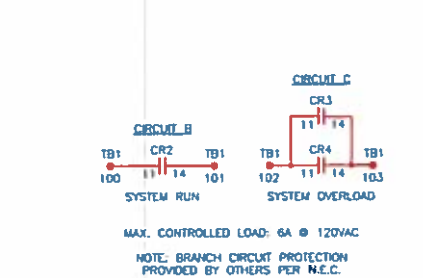 CIRCUIT C
CR3
11 14
CIRCUIT B
CR2
TB1 TB1
11 14
100 101
SYSTEM RUN
CR4
TB1 TB1
11 14
102 103
SYSTEM OVERLOAD
MAX. CONTROLLED LOAD: 6A @ 120VAC
NOTE: BRANCH CIRCUIT PROTECTION
PROVIDED BY OTHERS PER N.E.C.